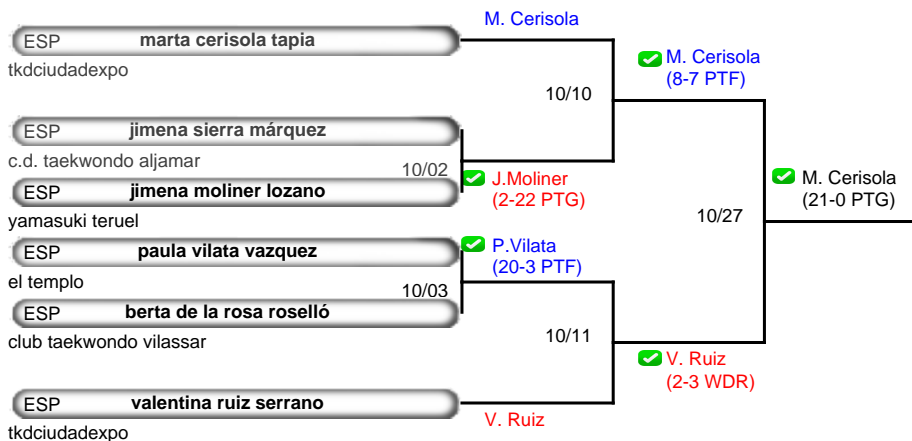 M. Cerisola
ESP marta cerisola tapia
tkdciudadexpo
M. Cerisola
(8-7 PTF)
10/10
ESP jimena sierra márquez
c.d. taekwondo aljamar
10/02
J.Moliner
(2-22 PTG)
ESP jimena moliner lozano
yamasuki teruel
M. Cerisola
(21-0 PTG)
10/27
ESP paula vilata vazquez
el templo
P.Vilata
(20-3 PTF)
10/03
ESP berta de la rosa roselló
club taekwondo vilassar
10/11
V. Ruiz
(2-3 WDR)
ESP valentina ruiz serrano
tkdciudadexpo
V. Ruiz